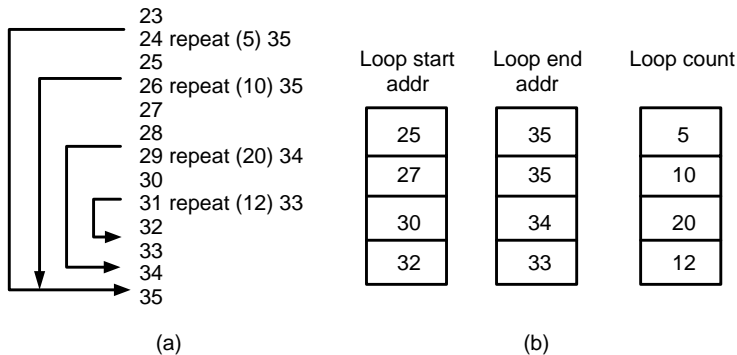 23
24 repeat (5) 35
25
26 repeat (10) 35
27
28
29 repeat (20) 34
30
31 repeat (12) 33
32
33
34
35
(a)
Loop start addr
Loop end addr
Loop count
25 35 5
27 35 10
30 34 20
32 33 12
(b)